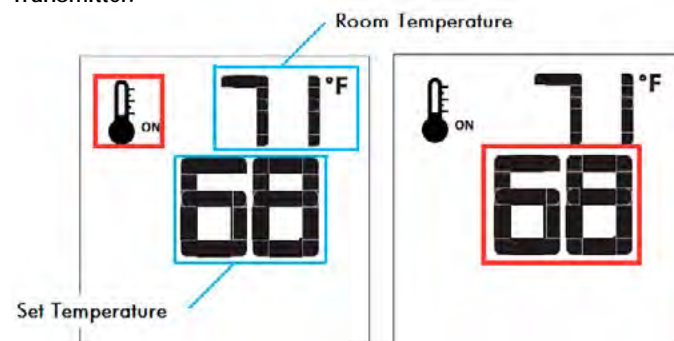 Transmitter.
Room Temperature
71 °F
ON
68
71 °F
ON
68
Set Temperature